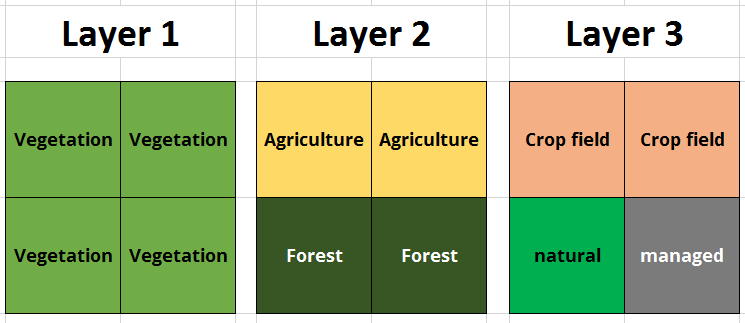 Layer 1 Layer 2 Layer 3
Vegetation Vegetation Agriculture Agriculture Crop field Crop field
Vegetation Vegetation Forest Forest natural managed